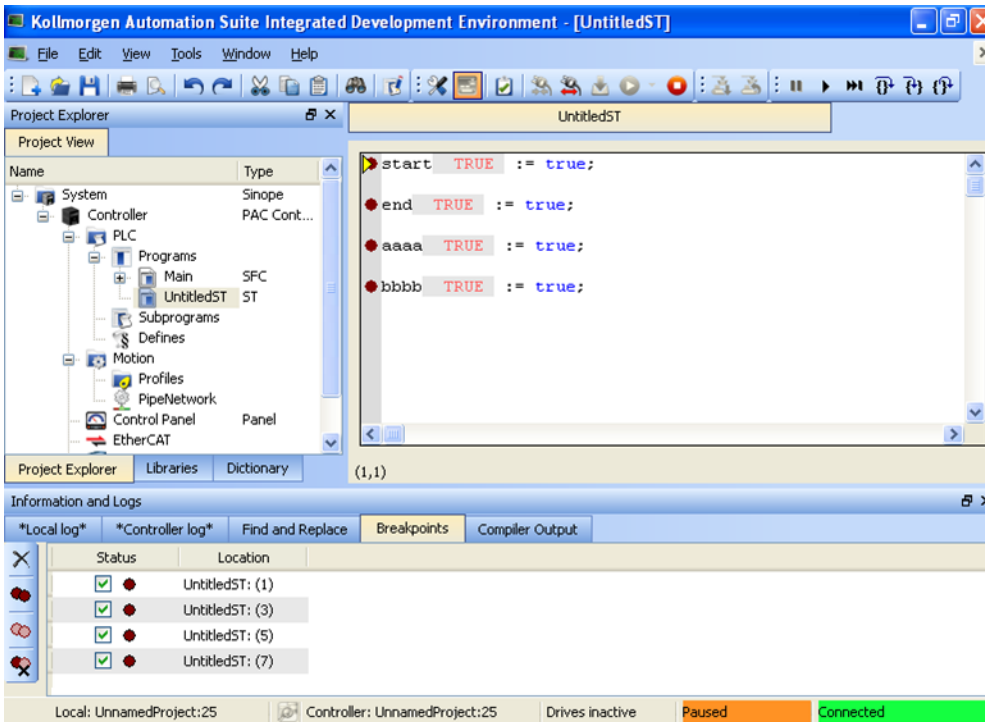 Kollmorgen Automation Suite Integrated Development Environment - [UntitledST]
File Edit View Tools Window Help
Project Explorer
Project View
Name Type
System Sinope
Controller PAC Cont...
PLC
Programs
Main SFC
UntitledST ST
Subprograms
Defines
Motion
Profiles
PipeNetwork
Control Panel Panel
EtherCAT
Project Explorer Libraries Dictionary
UntitledST
start TRUE := true;
end TRUE := true;
aaaa TRUE := true;
bbbb TRUE := true;
(1,1)
Information and Logs
*Local log* *Controller log* Find and Replace Breakpoints Compiler Output
Status Location
UntitledST: (1)
UntitledST: (3)
UntitledST: (5)
UntitledST: (7)
Local: UnnamedProject:25 Controller: UnnamedProject:25 Drives inactive Paused Connected